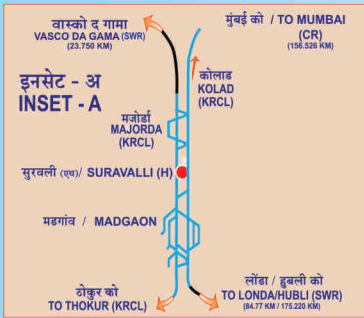 वास्को द गामा
VASCO DA GAMA (SWR)
(23.750 KM)
मुंबई को / TO MUMBAI
(CR)
(156.526 KM)
इनसेट - अ
INSET - A
कोलाड
KOLAD
(KRCL)
मजोर्डा
MAJORDA
(KRCL)
सुरवली (एच)/ SURAVALLI (H)
मडगांव / MADGAON
ठोकुर को
TO THOKUR (KRCL)
लोंडा/ हुबली को
TO LONDA/HUBLI (SWR)
(84.77 KM / 175.220 KM)